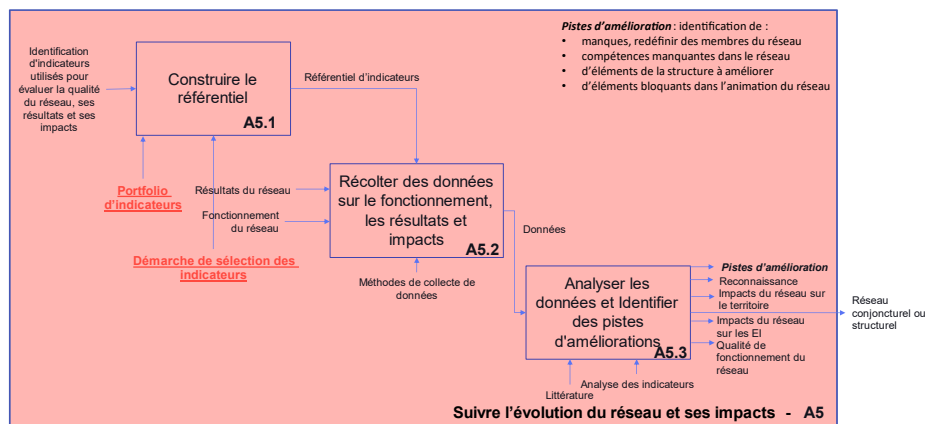 Pistes d'amélioration : identification de :
• manques, redéfinir des membres du réseau
• compétences manquantes dans le réseau
• d'éléments de la structure à améliorer
• d'éléments bloquants dans l'animation du réseau
Identification
d'indicateurs
utilisés pour
évaluer la qualité
du réseau, ses
résultats et ses
impacts
Construire le
référentiel
A5.1
Référentiel d'indicateurs
Portfolio
d'indicateurs
Démarche de sélection des
indicateurs
Résultats du réseau
Fonctionnement
du réseau
Récolter des données
sur le fonctionnement,
les résultats et
impacts
A5.2
Méthodes de collecte de
données
Données
Analyser les
données et Identifier
des pistes
d'améliorations
A5.3
Pistes d'amélioration
Reconnaissance
Impacts du réseau sur
le territoire
Impacts du réseau
sur les EI
Qualité de
fonctionnement du
réseau
Réseau
conjoncturel ou
structurel
Analyse des indicateurs
Littérature
Suivre l'évolution du réseau et ses impacts - A5